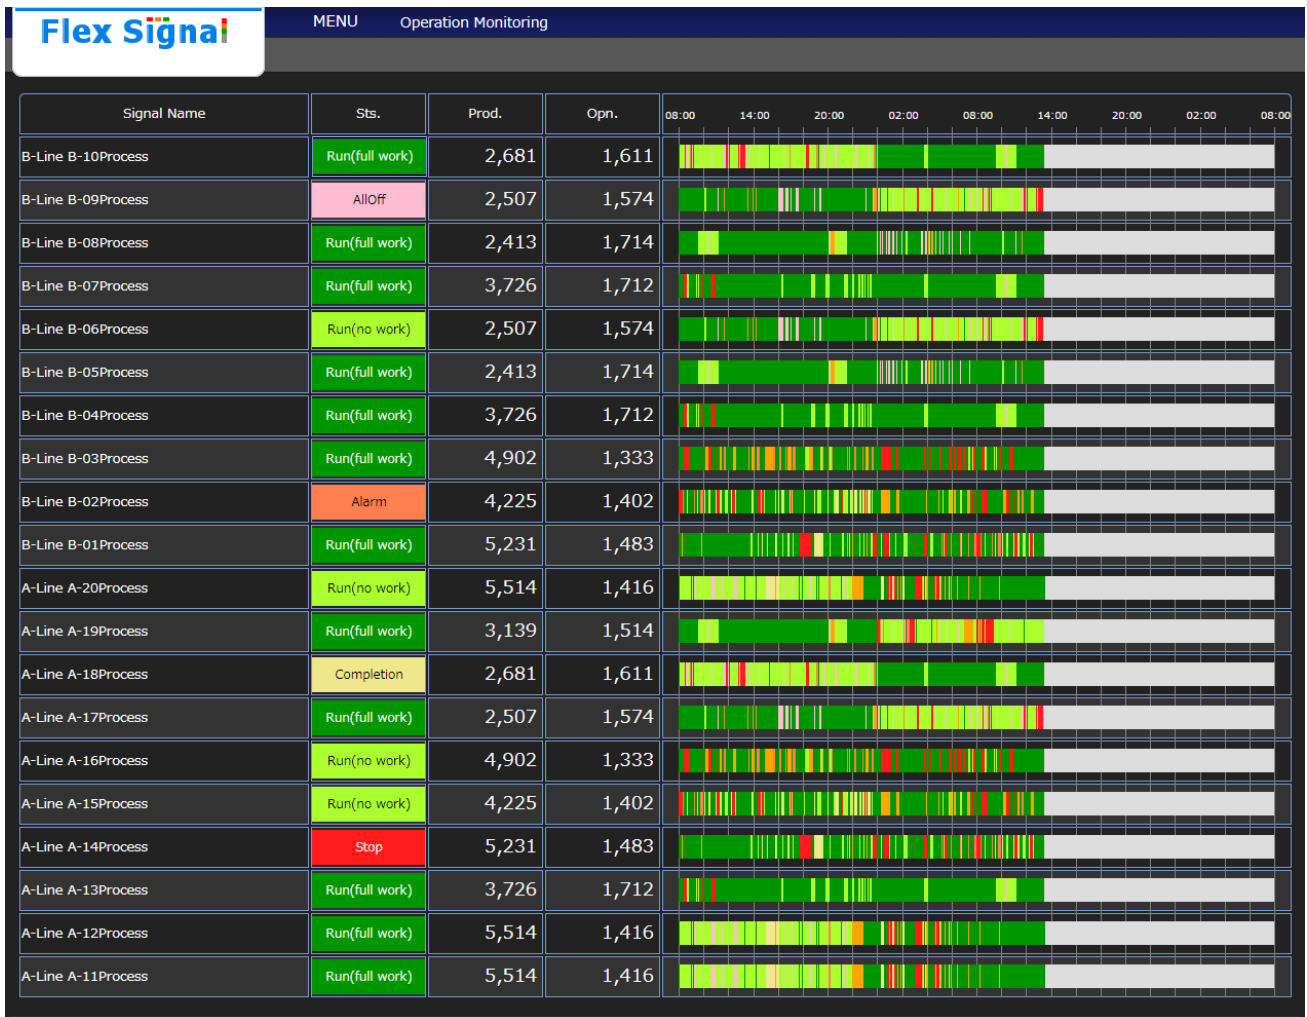 Flex Signal
MENU Operation Monitoring
Signal Name Sts. Prod. Opn. 08:00 14:00 20:00 02:00 08:00 14:00 20:00 02:00 08:00
B-Line B-10Process Run(full work) 2,681 1,611
B-Line B-09Process AllOff 2,507 1,574
B-Line B-08Process Run(full work) 2,413 1,714
B-Line B-07Process Run(full work) 3,726 1,712
B-Line B-06Process Run(no work) 2,507 1,574
B-Line B-05Process Run(full work) 2,413 1,714
B-Line B-04Process Run(full work) 3,726 1,712
B-Line B-03Process Run(full work) 4,902 1,333
B-Line B-02Process Alarm 4,225 1,402
B-Line B-01Process Run(full work) 5,231 1,483
A-Line A-20Process Run(no work) 5,514 1,416
A-Line A-19Process Run(full work) 3,139 1,514
A-Line A-18Process Completion 2,681 1,611
A-Line A-17Process Run(full work) 2,507 1,574
A-Line A-16Process Run(no work) 4,902 1,333
A-Line A-15Process Run(no work) 4,225 1,402
A-Line A-14Process Stop 5,231 1,483
A-Line A-13Process Run(full work) 3,726 1,712
A-Line A-12Process Run(full work) 5,514 1,416
A-Line A-11Process Run(full work) 5,514 1,416